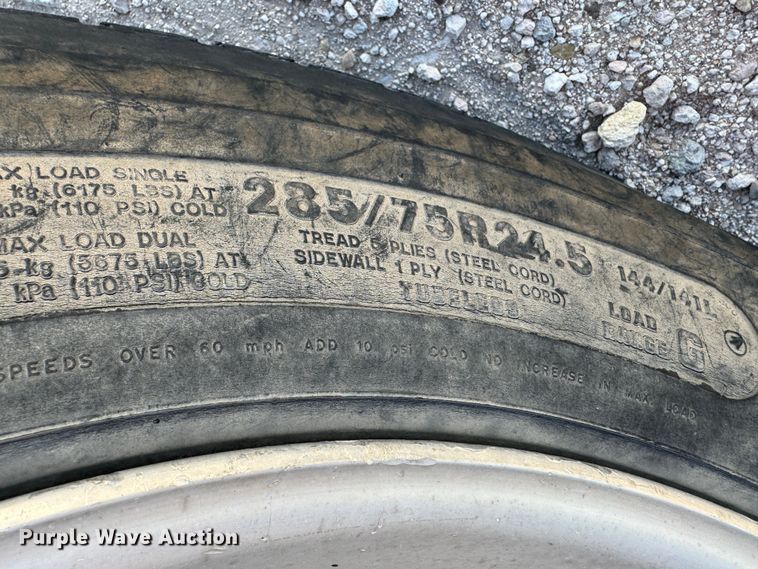 AX LOAD SINGLE
kg (6175 LBS) AT
kPa (110 PSI) COLD
MAX LOAD DUAL
5 kg (5675 LBS) AT
kPa (110 PSI) COLD
285//75R24.5
TREAD 5 PLIES (STEEL CORD)
SIDEWALL 1 PLY (STEEL CORD)
TUBELESS
144/141L
LOAD
RANGE G
SPEEDS OVER 60 mph ADD 10 psi COLD NO INCREASE IN MAX. LOAD
Purple Wave Auction